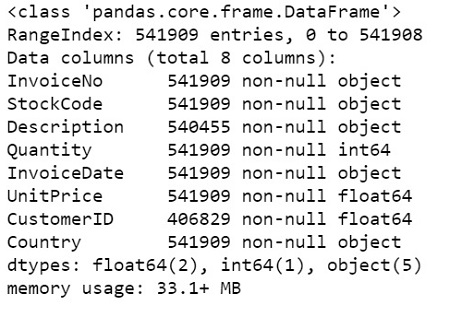 <class 'pandas.core.frame.DataFrame'>
RangeIndex: 541909 entries, 0 to 541908
Data columns (total 8 columns):
InvoiceNo      541909 non-null object
StockCode      541909 non-null object
Description    540455 non-null object
Quantity       541909 non-null int64
InvoiceDate    541909 non-null object
UnitPrice      541909 non-null float64
CustomerID     406829 non-null float64
Country        541909 non-null object
dtypes: float64(2), int64(1), object(5)
memory usage: 33.1+ MB